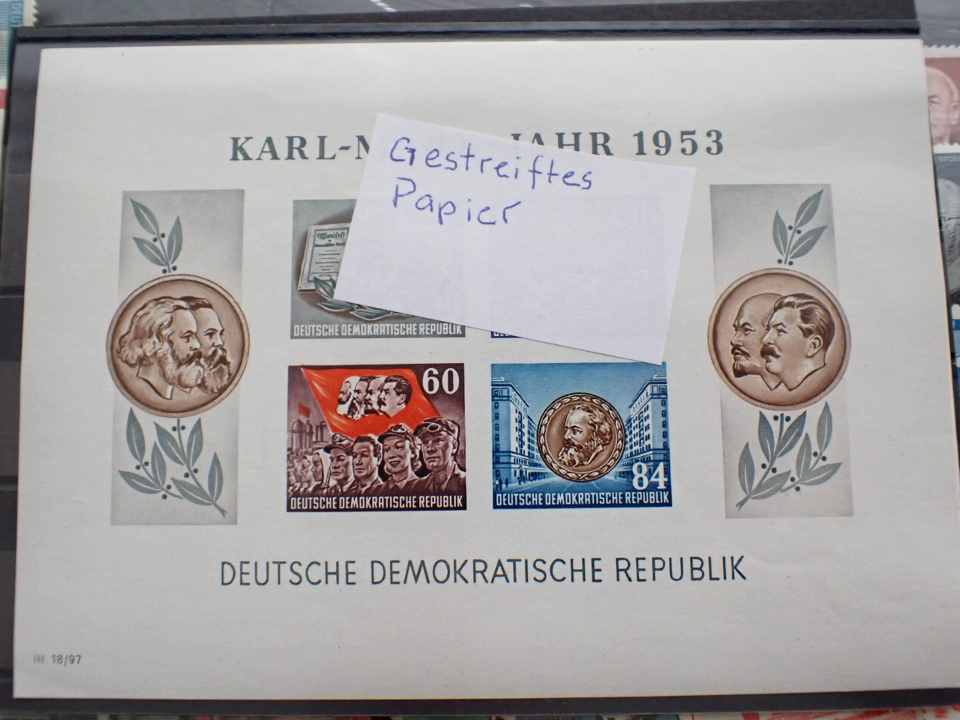 KARL-M JAHR 1953
Gestreiftes
Papier
DEUTSCHE DEMOKRATISCHE REPUBLIK
60
DEUTSCHE DEMOKRATISCHE REPUBLIK
84
DEUTSCHE DEMOKRATISCHE REPUBLIK
DEUTSCHE DEMOKRATISCHE REPUBLIK
18/97